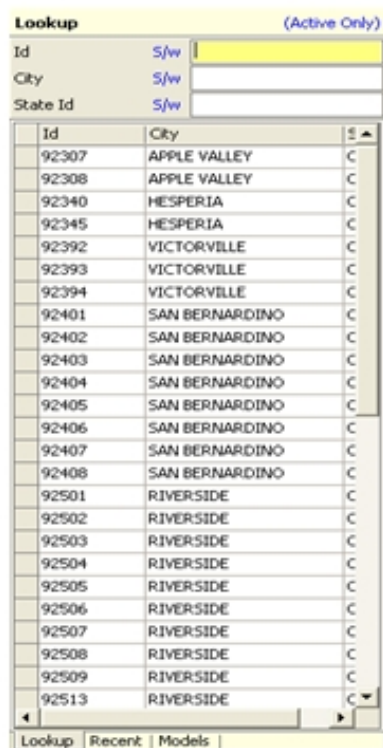 Lookup (Active Only)
Id S/w
City S/w
State Id S/w
Id City
92307 APPLE VALLEY C
92308 APPLE VALLEY C
92340 HESPERIA C
92345 HESPERIA C
92392 VICTORVILLE C
92393 VICTORVILLE C
92394 VICTORVILLE C
92401 SAN BERNARDINO C
92402 SAN BERNARDINO C
92403 SAN BERNARDINO C
92404 SAN BERNARDINO C
92405 SAN BERNARDINO C
92406 SAN BERNARDINO C
92407 SAN BERNARDINO C
92408 SAN BERNARDINO C
92501 RIVERSIDE C
92502 RIVERSIDE C
92503 RIVERSIDE C
92504 RIVERSIDE C
92505 RIVERSIDE C
92506 RIVERSIDE C
92507 RIVERSIDE C
92508 RIVERSIDE C
92509 RIVERSIDE C
92513 RIVERSIDE C
Lookup Recent Models